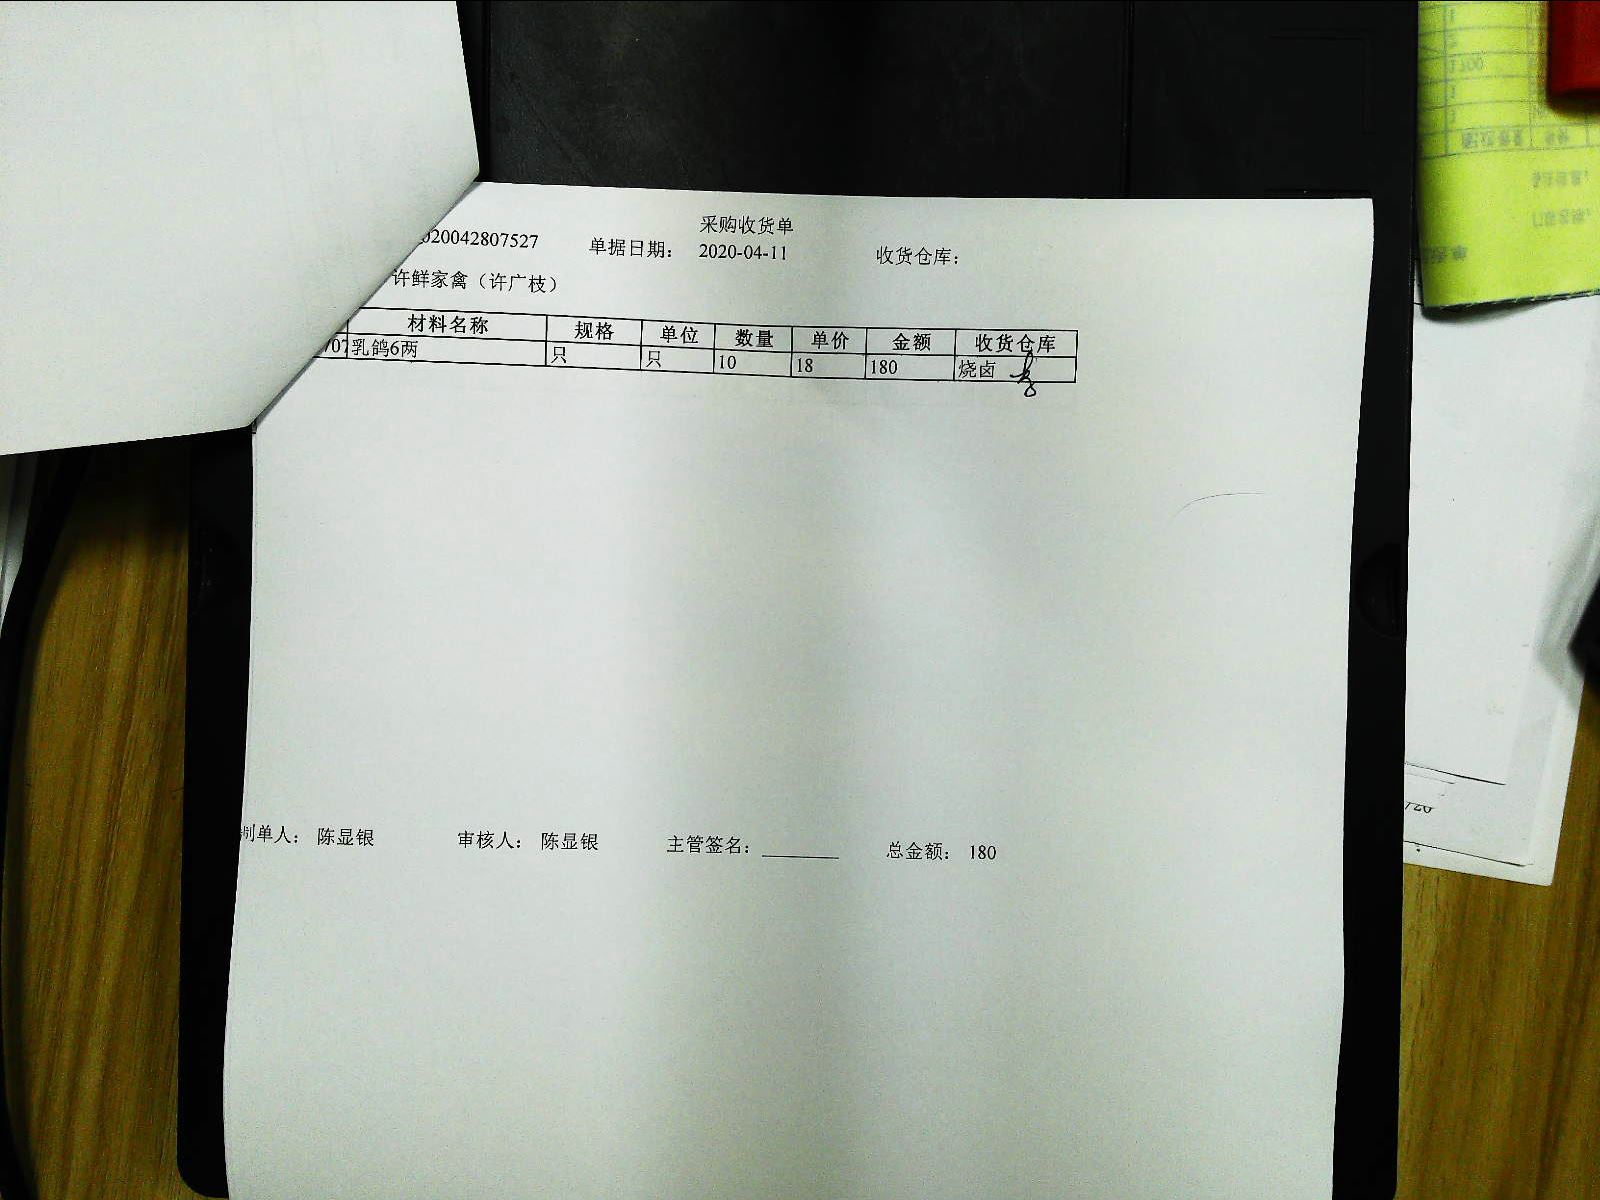 采购收货单
020042807527 单据日期： 2020-04-11 收货仓库：
许鲜家禽（许广枝）
材料名称 规格 单位 数量 单价 金额 收货仓库
707 乳鸽6两 只 只 10 18 180 烧卤
制单人： 陈显银 审核人： 陈显银 主管签名： 总金额： 180